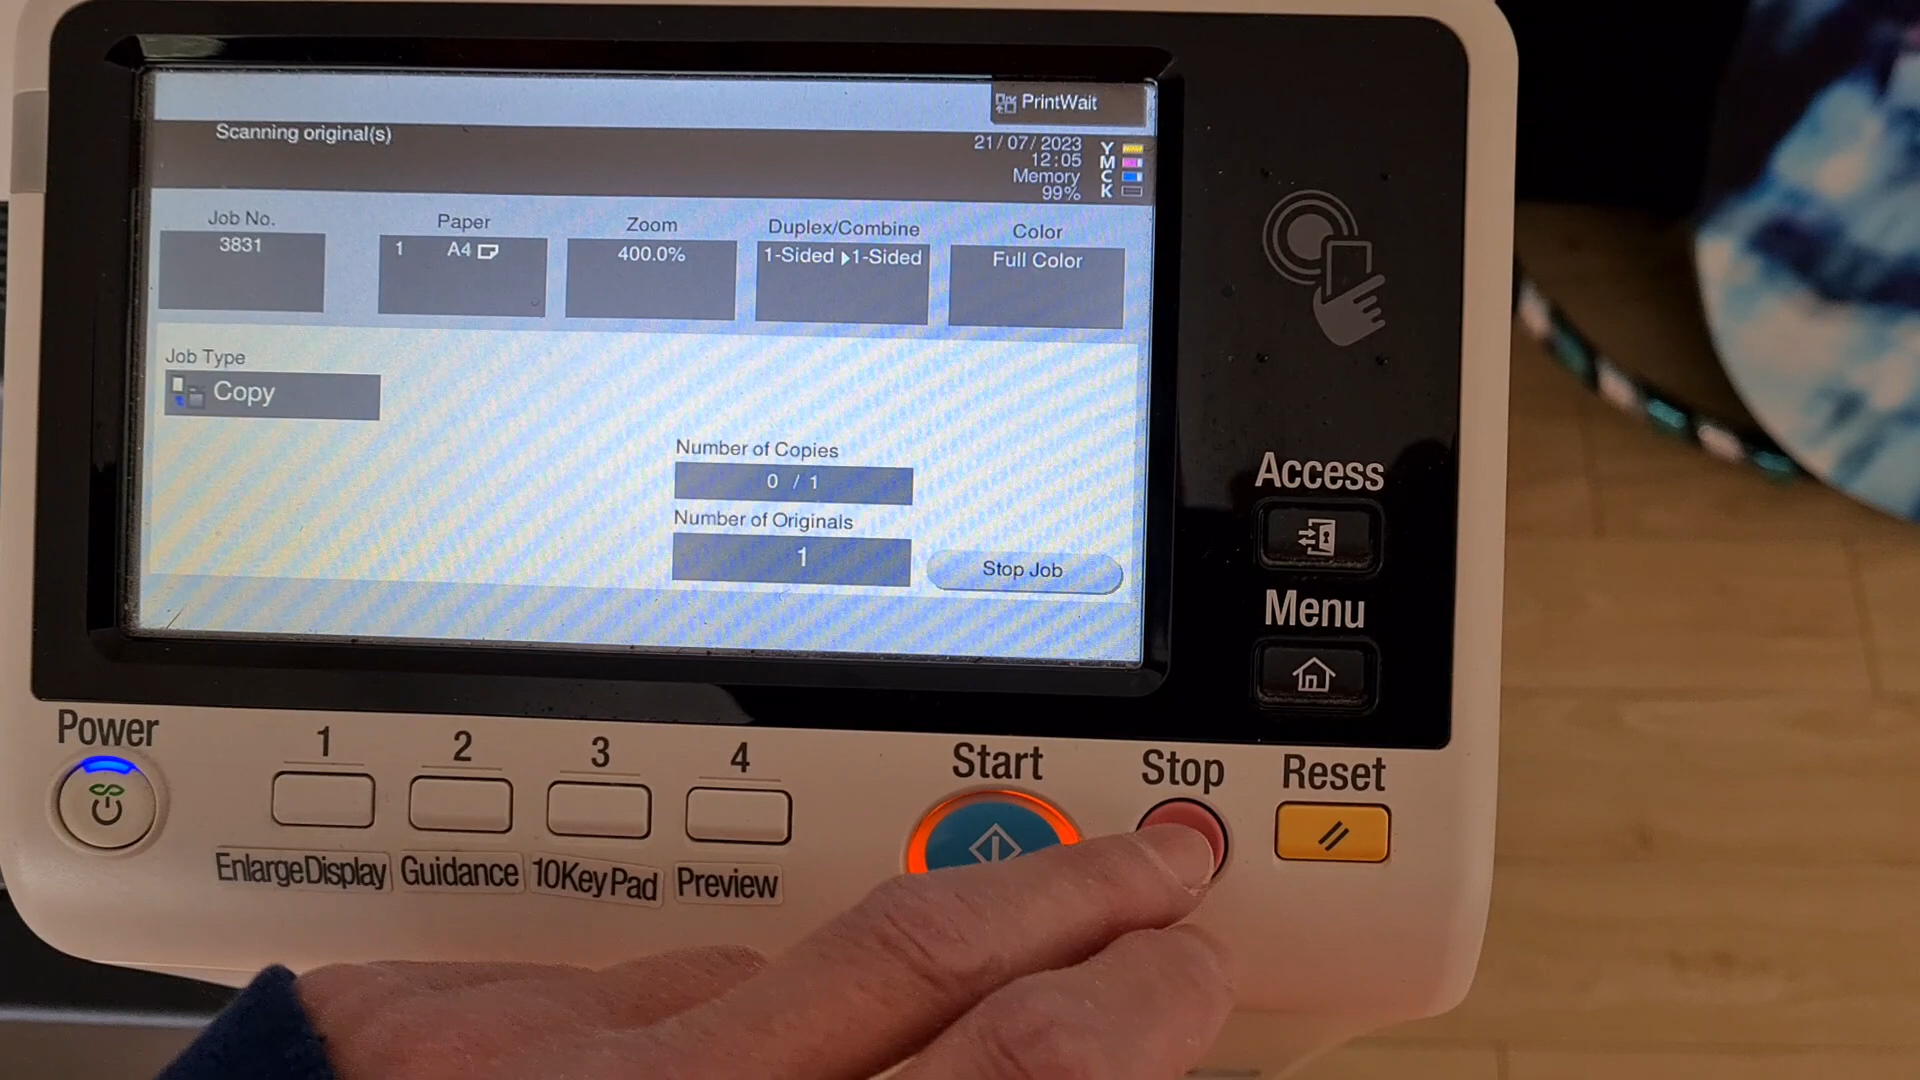 PrintWait
Scanning original(s)
21/07/2023
12:05
Memory
99%
Y
M
C
K
Job No.
3831
Paper
1 A4
Zoom
400.0%
Duplex/Combine
1-Sided ▶1-Sided
Color
Full Color
Job Type
Copy
Number of Copies
0 / 1
Number of Originals
1
Stop Job
Access
Menu
Power
1
2
3
4
Start
Stop
Reset
EnlargeDisplay
Guidance
10KeyPad
Preview